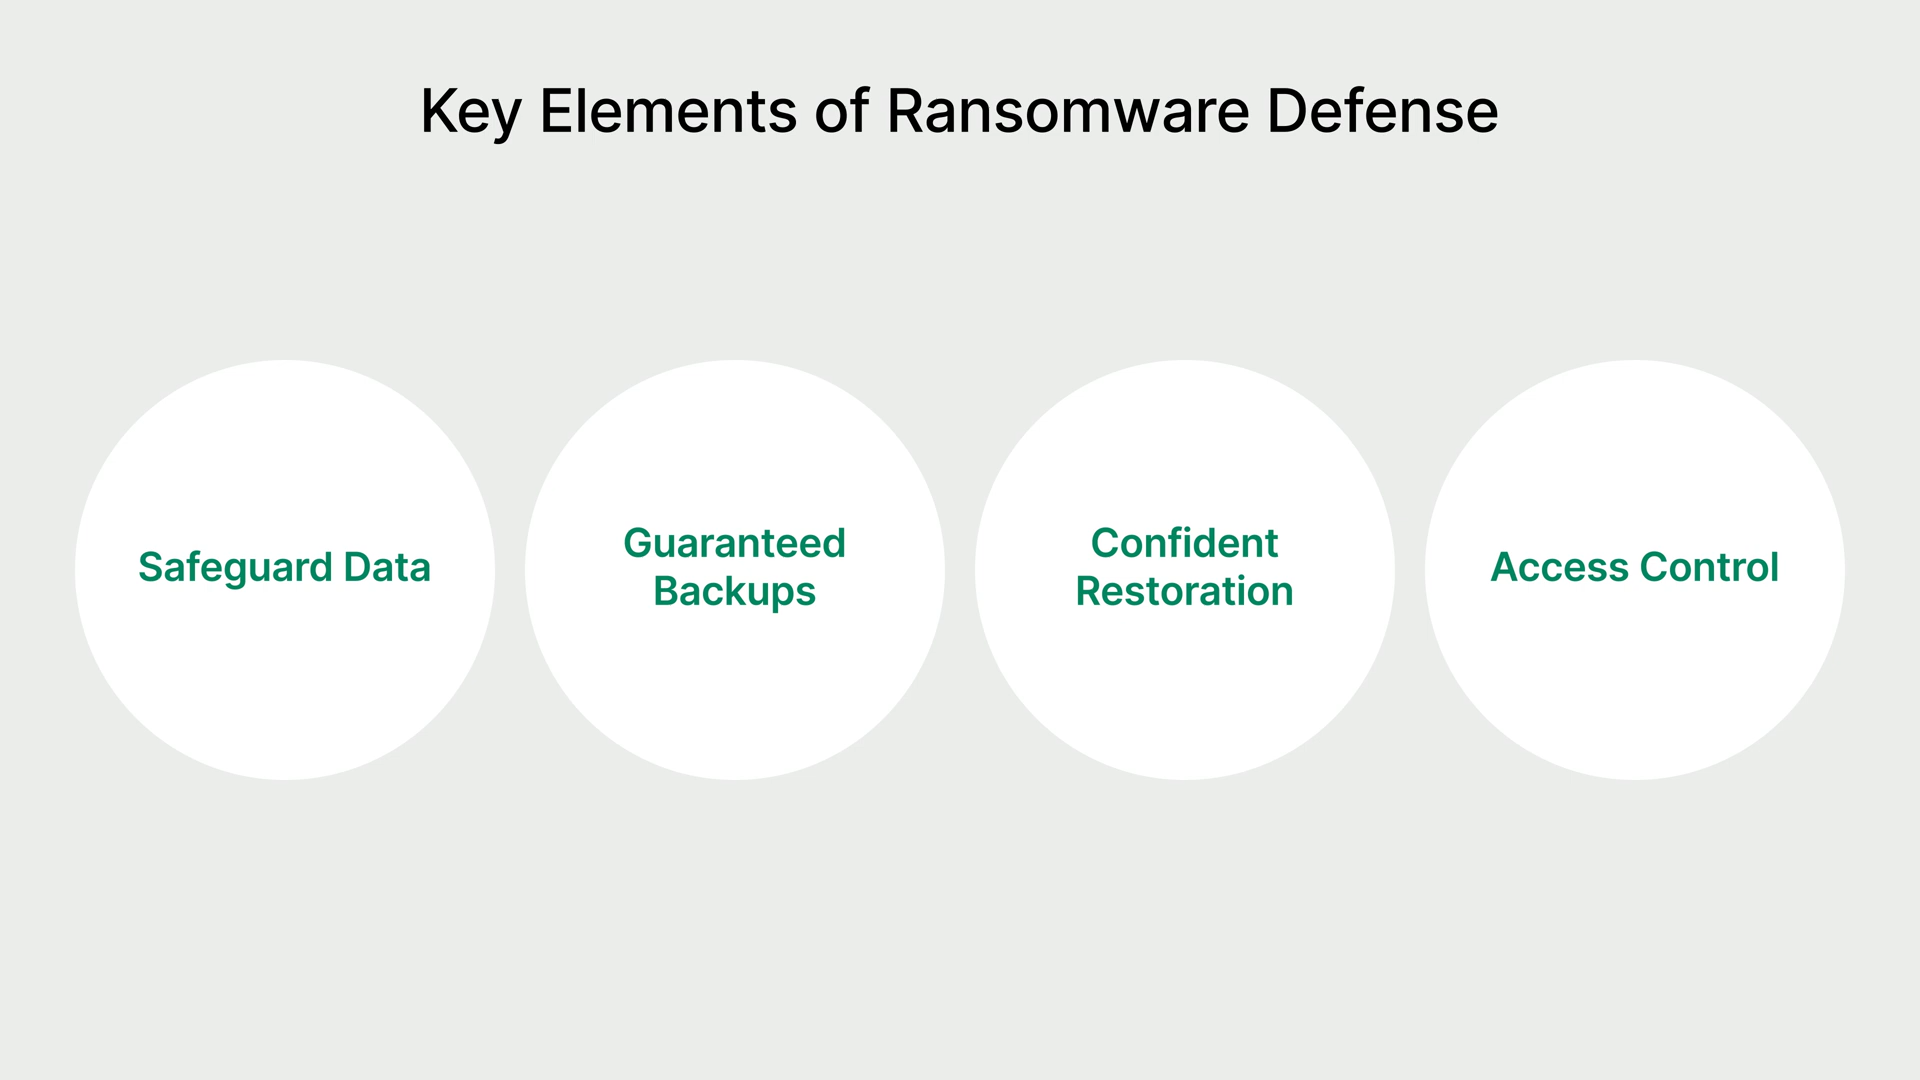 Key Elements of Ransomware Defense
Safeguard Data
Guaranteed
Backups
Confident
Restoration
Access Control